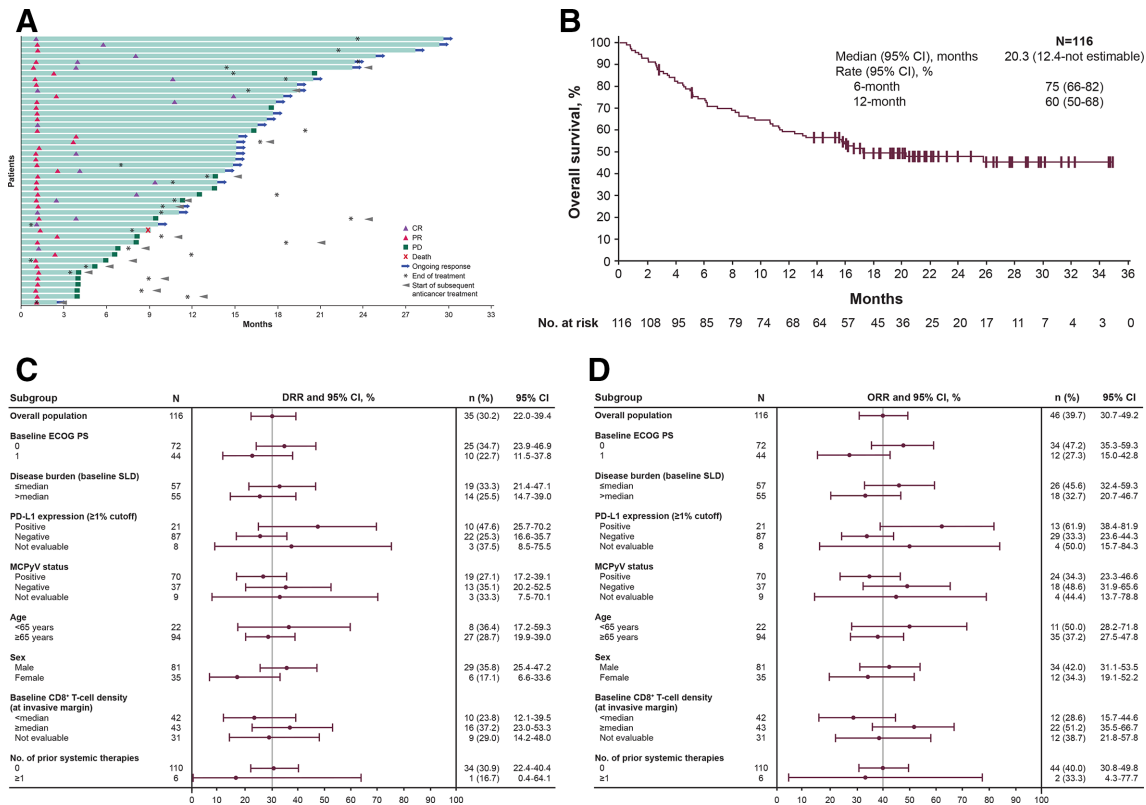 A
Patients
CR
PR
PD
Death
Ongoing response
End of treatment
Start of subsequent
anticancer treatment
0 3 6 9 12 15 18 21 24 27 30 33
Months
B
Overall survival, %
100
90
80
70
60
50
40
30
20
10
0
N=116
Median (95% CI), months 20.3 (12.4-not estimable)
Rate (95% CI), %
6-month 75 (66-82)
12-month 60 (50-68)
0 2 4 6 8 10 12 14 16 18 20 22 24 26 28 30 32 34 36
Months
No. at risk 116 108 95 85 79 74 68 64 57 45 36 25 20 17 11 7 4 3 0
C
Subgroup N DRR and 95% CI, % n (%) 95% CI
Overall population 116 35 (30.2) 22.0-39.4
Baseline ECOG PS
0 72 25 (34.7) 23.9-46.9
1 44 10 (22.7) 11.5-37.8
Disease burden (baseline SLD)
≤median 57 19 (33.3) 21.4-47.1
>median 55 14 (25.5) 14.7-39.0
PD-L1 expression (≥1% cutoff)
Positive 21 10 (47.6) 25.7-70.2
Negative 87 22 (25.3) 16.6-35.7
Not evaluable 8 3 (37.5) 8.5-75.5
MCPyV status
Positive 70 19 (27.1) 17.2-39.1
Negative 37 13 (35.1) 20.2-52.5
Not evaluable 9 3 (33.3) 7.5-70.1
Age
<65 years 22 8 (36.4) 17.2-59.3
≥65 years 94 27 (28.7) 19.9-39.0
Sex
Male 81 29 (35.8) 25.4-47.2
Female 35 6 (17.1) 6.6-33.6
Baseline CD8⁺ T-cell density
(at invasive margin)
<median 42 10 (23.8) 12.1-39.5
≥median 43 16 (37.2) 23.0-53.3
Not evaluable 31 9 (29.0) 14.2-48.0
No. of prior systemic therapies
0 110 34 (30.9) 22.4-40.4
≥1 6 1 (16.7) 0.4-64.1
0 10 20 30 40 50 60 70 80 90 100
D
Subgroup N ORR and 95% CI, % n (%) 95% CI
Overall population 116 46 (39.7) 30.7-49.2
Baseline ECOG PS
0 72 34 (47.2) 35.3-59.3
1 44 12 (27.3) 15.0-42.8
Disease burden (baseline SLD)
≤median 57 26 (45.6) 32.4-59.3
>median 55 18 (32.7) 20.7-46.7
PD-L1 expression (≥1% cutoff)
Positive 21 13 (61.9) 38.4-81.9
Negative 87 29 (33.3) 23.6-44.3
Not evaluable 8 4 (50.0) 15.7-84.3
MCPyV status
Positive 70 24 (34.3) 23.3-46.6
Negative 37 18 (48.6) 31.9-65.6
Not evaluable 9 4 (44.4) 13.7-78.8
Age
<65 years 22 11 (50.0) 28.2-71.8
≥65 years 94 35 (37.2) 27.5-47.8
Sex
Male 81 34 (42.0) 31.1-53.5
Female 35 12 (34.3) 19.1-52.2
Baseline CD8⁺ T-cell density
(at invasive margin)
<median 42 12 (28.6) 15.7-44.6
≥median 43 22 (51.2) 35.5-66.7
Not evaluable 31 12 (38.7) 21.8-57.8
No. of prior systemic therapies
0 110 44 (40.0) 30.8-49.8
≥1 6 2 (33.3) 4.3-77.7
0 10 20 30 40 50 60 70 80 90 100